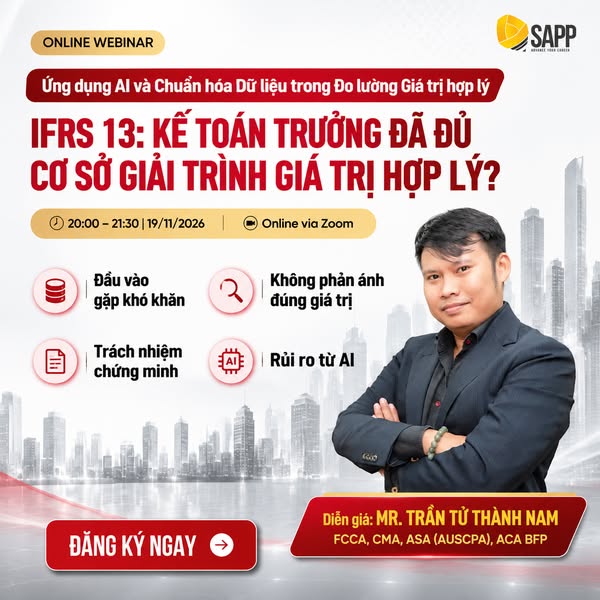 ONLINE WEBINAR
SAPP
ADVANCE YOUR CAREER
Ứng dụng AI và Chuẩn hóa Dữ liệu trong Đo lường Giá trị hợp lý
IFRS 13: KẾ TOÁN TRƯỞNG ĐÃ ĐỦ
CƠ SỞ GIẢI TRÌNH GIÁ TRỊ HỢP LÝ?
20:00 – 21:30 | 19/11/2026 | Online via Zoom
Đầu vào
gặp khó khăn
Không phản ánh
đúng giá trị
Trách nhiệm
chứng minh
AI
Rủi ro từ AI
Diễn giả: MR. TRẦN TỬ THÀNH NAM
FCCA, CMA, ASA (AUSCPA), ACA BFP
ĐĂNG KÝ NGAY